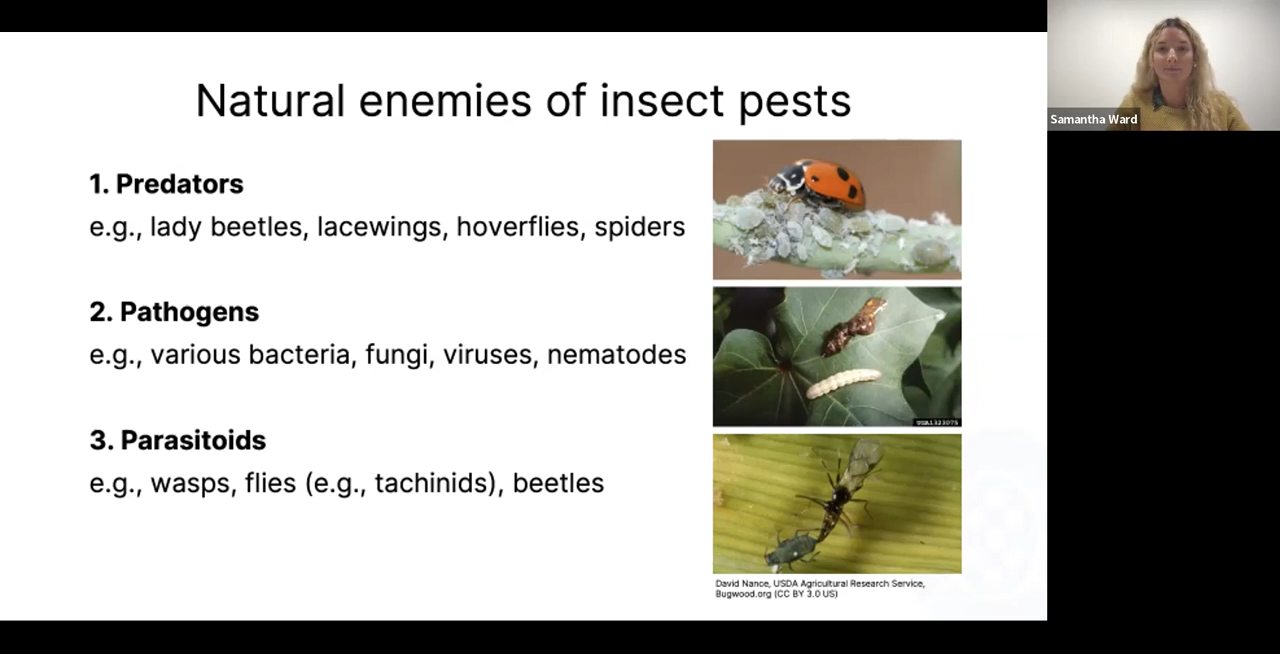 Natural enemies of insect pests
1. Predators
e.g., lady beetles, lacewings, hoverflies, spiders
2. Pathogens
e.g., various bacteria, fungi, viruses, nematodes
3. Parasitoids
e.g., wasps, flies (e.g., tachinids), beetles
USA1323075
David Nance, USDA Agricultural Research Service,
Bugwood.org (CC BY 3.0 US)
Samantha Ward